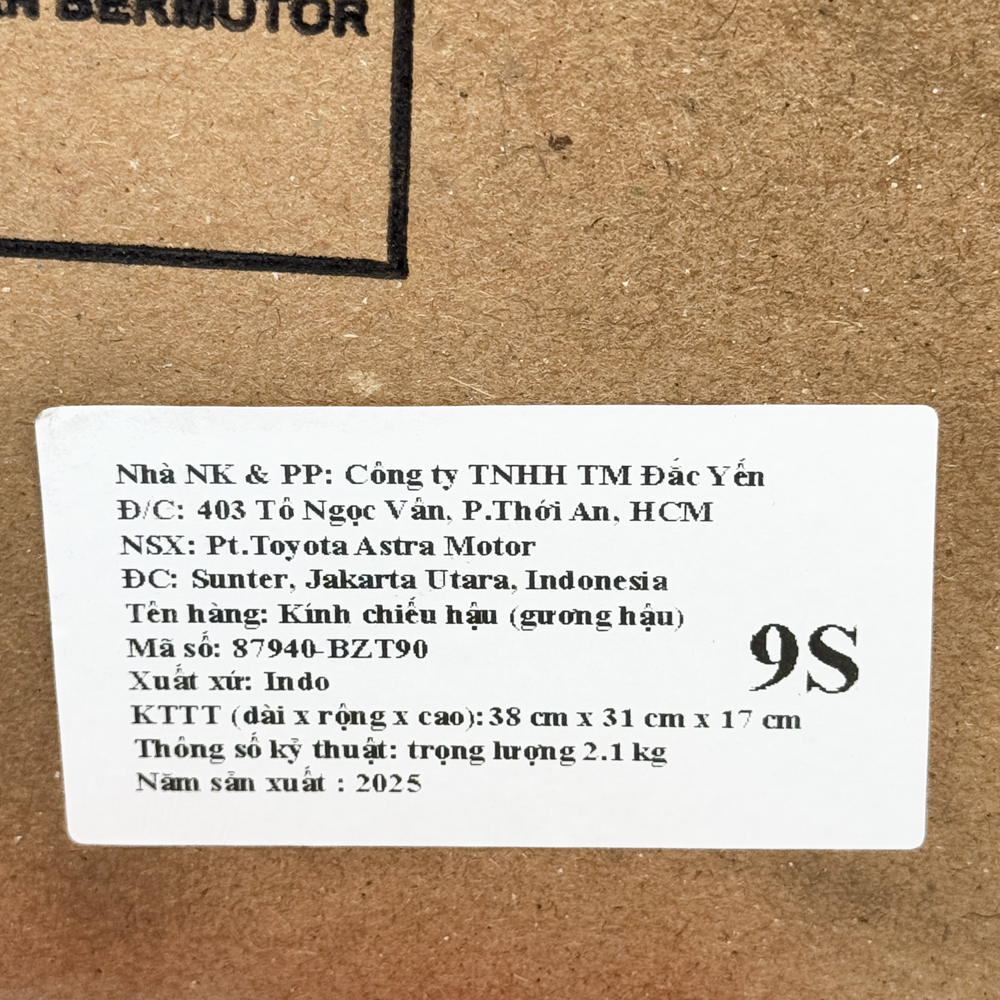 BERMOTOR
Nhà NK & PP: Công ty TNHH TM Đắc Yến
Đ/C: 403 Tô Ngọc Vân, P.Thới An, HCM
NSX: Pt.Toyota Astra Motor
ĐC: Sunter, Jakarta Utara, Indonesia
Tên hàng: Kính chiếu hậu (gương hậu)
Mã số: 87940-BZT90
9S
Xuất xứ: Indo
KTTT (dài x rộng x cao): 38 cm x 31 cm x 17 cm
Thông số kỹ thuật: trọng lượng 2.1 kg
Năm sản xuất : 2025